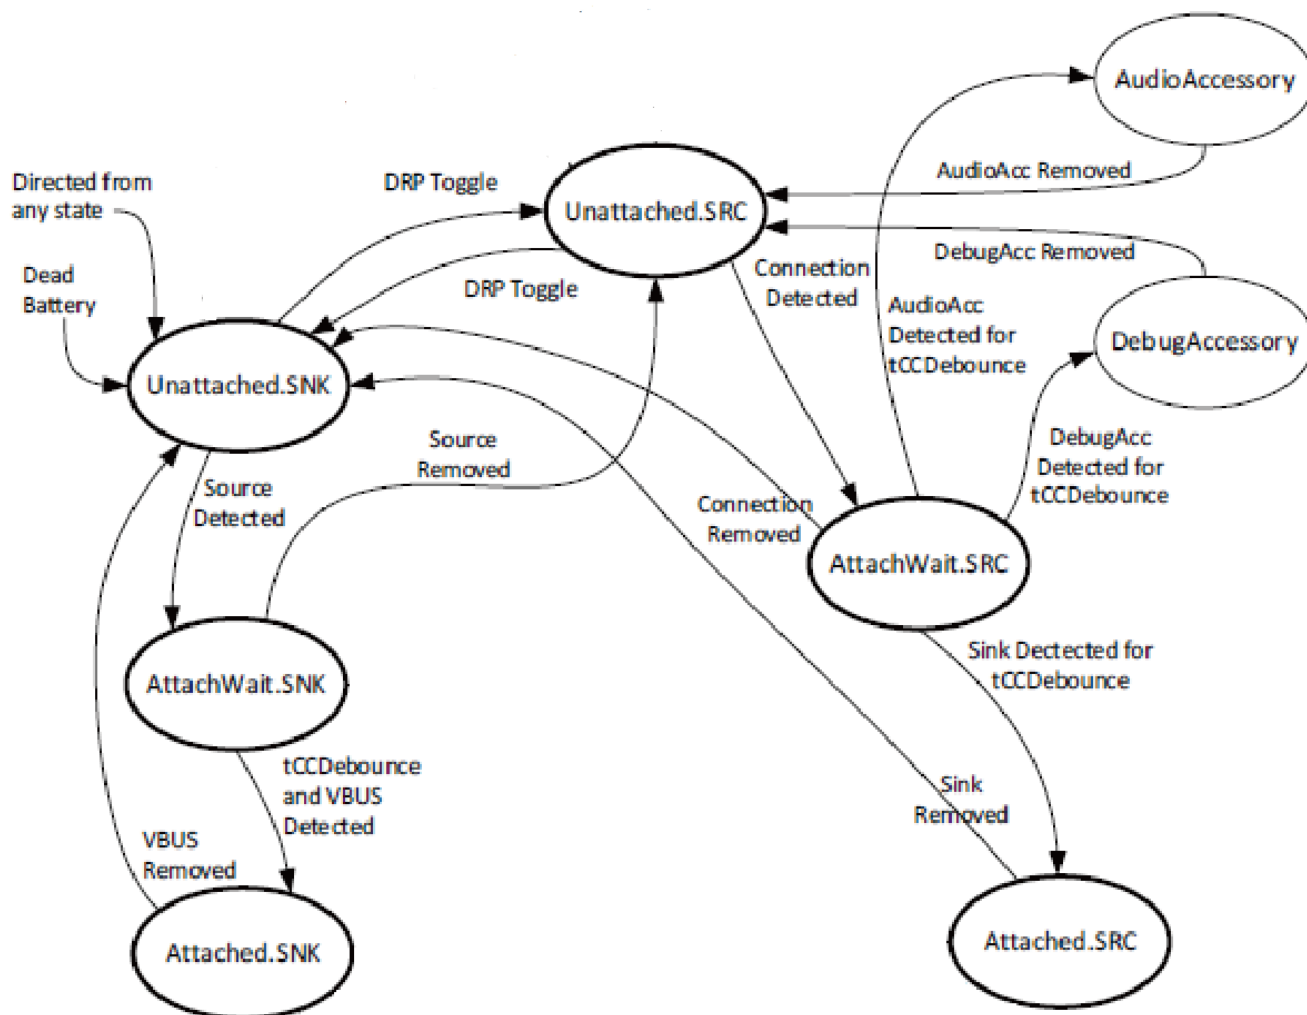 AudioAccessory
Directed from
any state
DRP Toggle
Unattached.SRC
AudioAcc Removed
DebugAcc Removed
Dead
Battery
DRP Toggle
Connection
Detected
AudioAcc
Detected for
tCCDebounce
DebugAccessory
Unattached.SNK
Source
Removed
DebugAcc
Detected for
tCCDebounce
Source
Detected
Connection
Removed
AttachWait.SRC
AttachWait.SNK
Sink Dectected for
tCCDebounce
tCCDebounce
and VBUS
Detected
Sink
Removed
VBUS
Removed
Attached.SNK
Attached.SRC